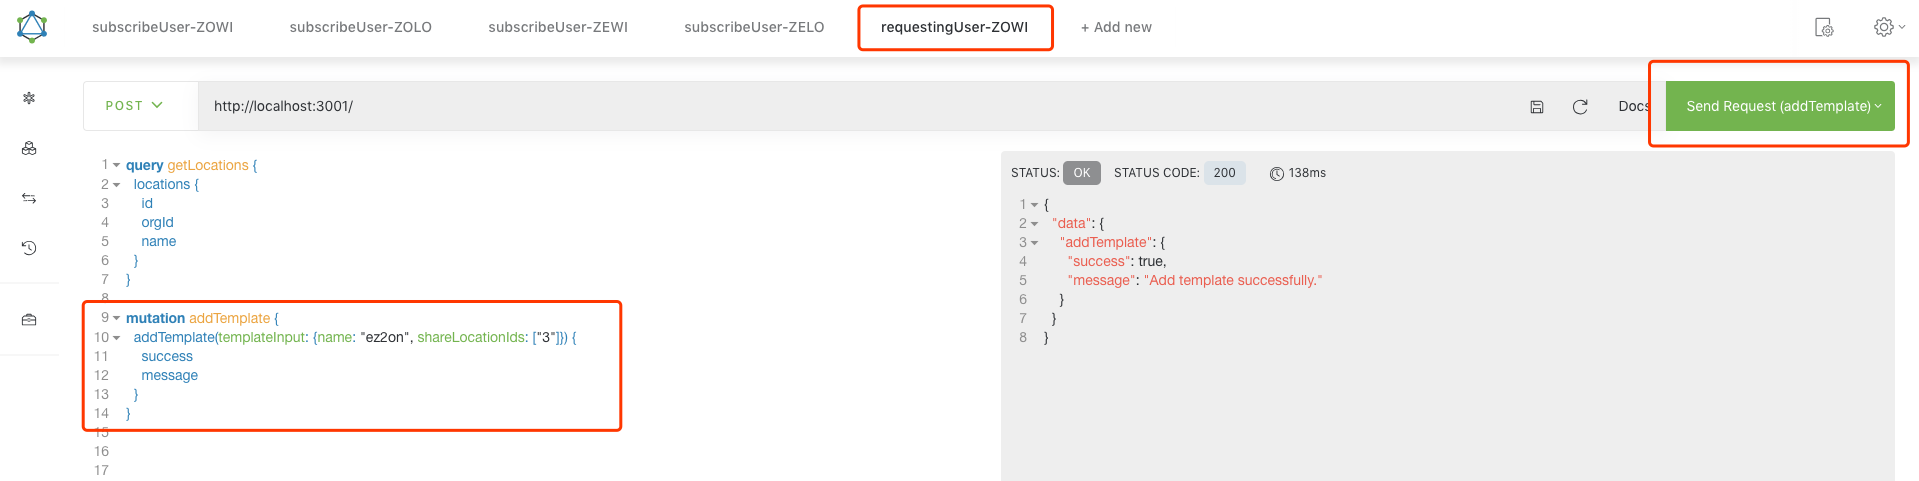 subscribeUser-ZOWI subscribeUser-ZOLO subscribeUser-ZEWI subscribeUser-ZELO requestingUser-ZOWI + Add new
POST http://localhost:3001/ Docs Send Request (addTemplate)
1 query getLocations {
2 locations {
3 id
4 orgId
5 name
6 }
7 }
8
9 mutation addTemplate {
10 addTemplate(templateInput: {name: "ez2on", shareLocationIds: ["3"]}) {
11 success
12 message
13 }
14 }
15
16
17
STATUS: OK STATUS CODE: 200 138ms
1 {
2 "data": {
3 "addTemplate": {
4 "success": true,
5 "message": "Add template successfully."
6 }
7 }
8 }